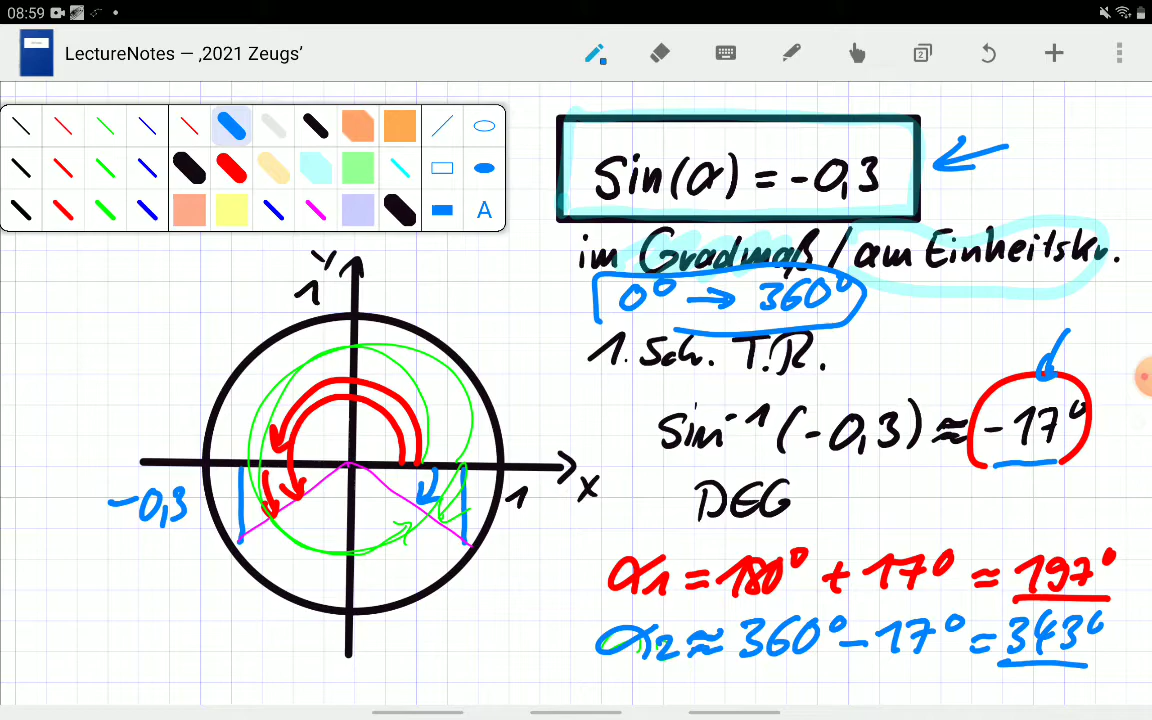 08:59
LectureNotes — ‚2021 Zeugs’
A
Sin(α) = -0,3
im Gradmaß / am Einheitskr.
0° → 360°
1. Sch. T.R.
sin⁻¹(-0,3) ≈ -17°
DEG
α1 = 180° + 17° = 197°
α2 ≈ 360° - 17° = 343°
Y
1
-0,3
1
X